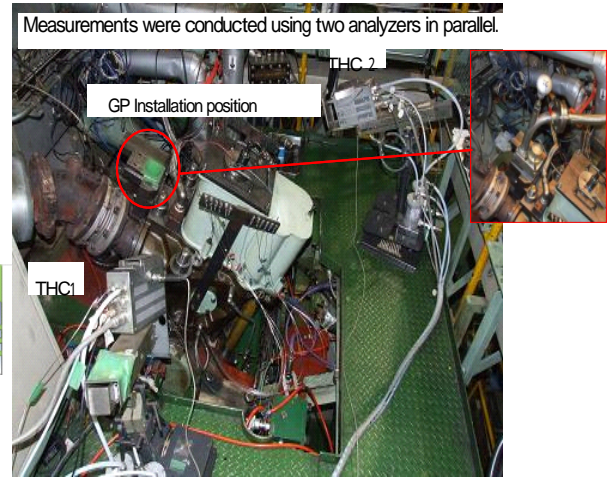 Measurements were conducted using two analyzers in parallel.
THC 2
GP Installation position
THC1